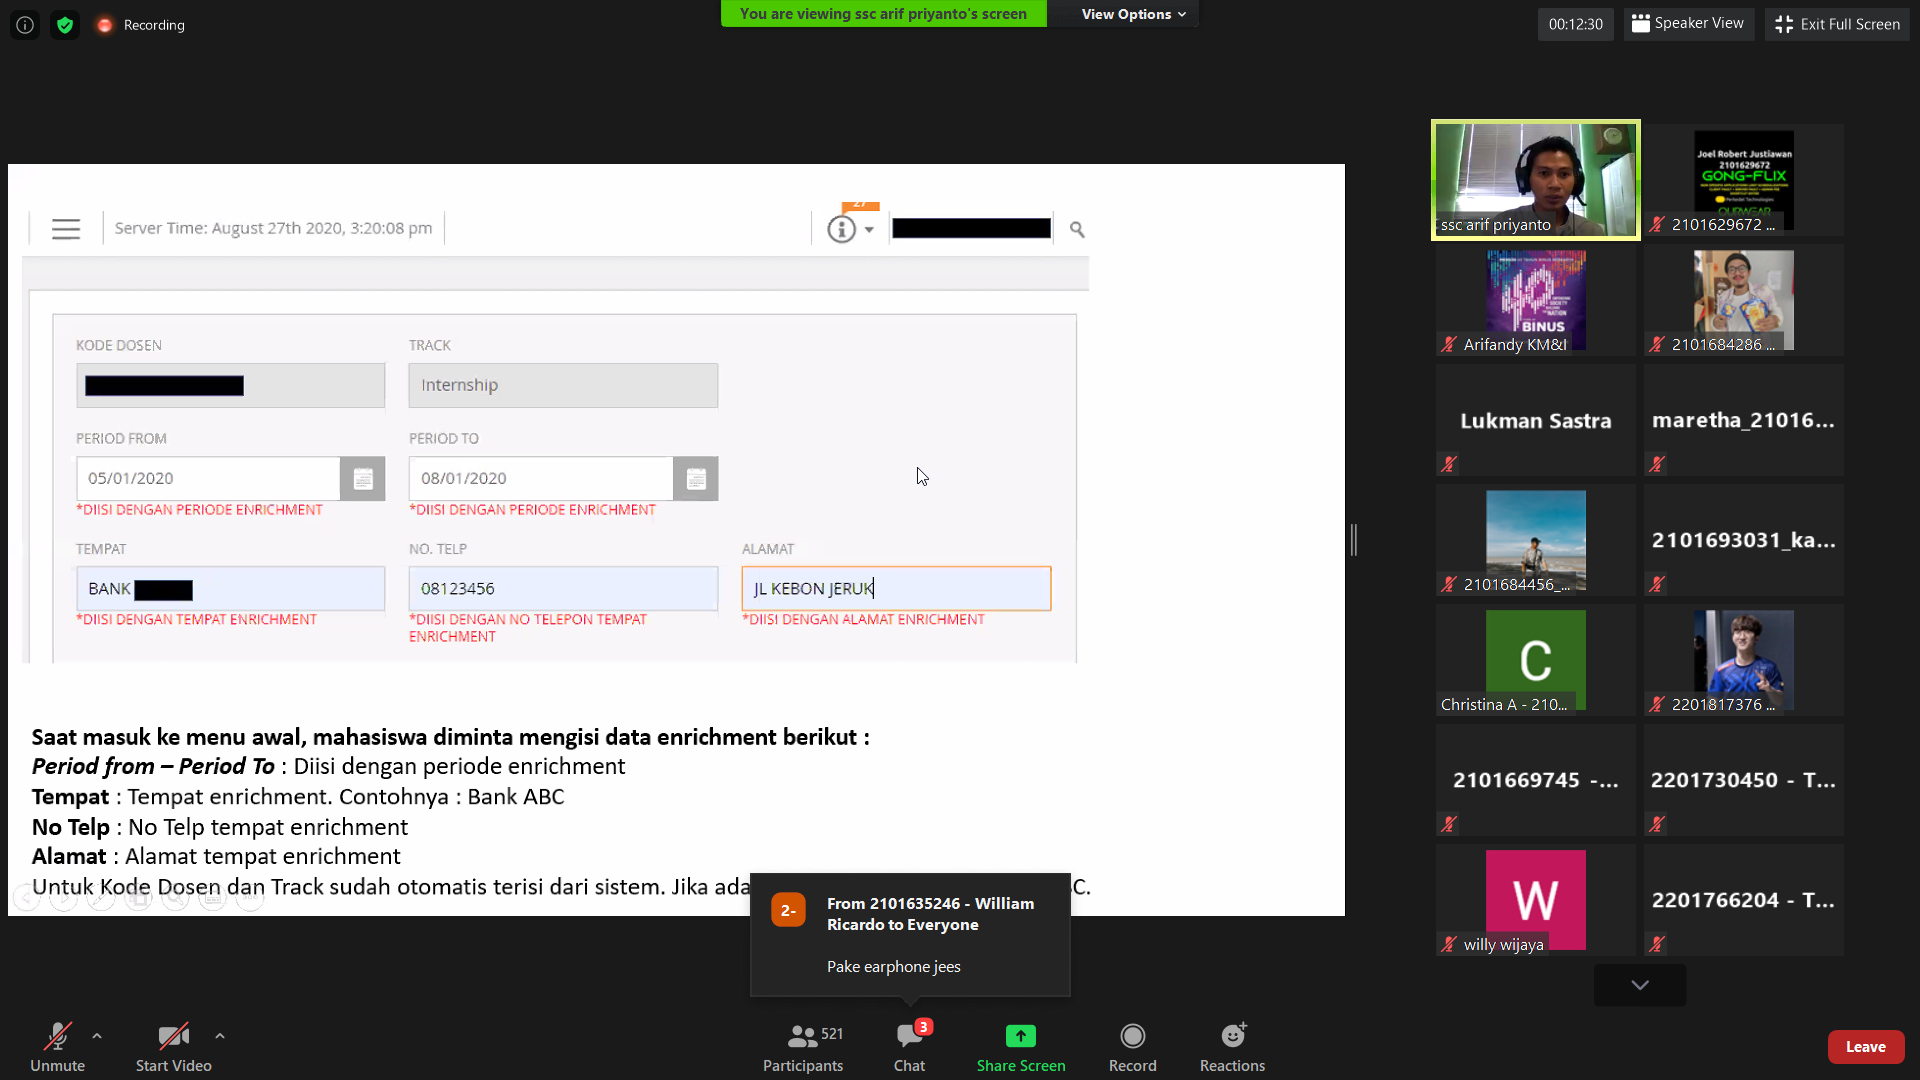 Recording
You are viewing ssc arif priyanto's screen
View Options
00:12:30
Speaker View
Exit Full Screen
Server Time: August 27th 2020, 3:20:08 pm
27
KODE DOSEN
TRACK
Internship
PERIOD FROM
PERIOD TO
05/01/2020
08/01/2020
*DIISI DENGAN PERIODE ENRICHMENT
*DIISI DENGAN PERIODE ENRICHMENT
TEMPAT
NO. TELP
ALAMAT
BANK
08123456
JL KEBON JERUK
*DIISI DENGAN TEMPAT ENRICHMENT
*DIISI DENGAN NO TELEPON TEMPAT
ENRICHMENT
*DIISI DENGAN ALAMAT ENRICHMENT
Saat masuk ke menu awal, mahasiswa diminta mengisi data enrichment berikut :
Period from – Period To : Diisi dengan periode enrichment
Tempat : Tempat enrichment. Contohnya : Bank ABC
No Telp : No Telp tempat enrichment
Alamat : Alamat tempat enrichment
Untuk Kode Dosen dan Track sudah otomatis terisi dari sistem. Jika ada
C.
2-
From 2101635246 - William
Ricardo to Everyone
Pake earphone jees
ssc arif priyanto
Joel Robert Justiawan
2101629672
GONG-FLIX
2101629672 ...
BINUS
Arifandy KM&I
2101684286 ...
Lukman Sastra
maretha_21016...
2101684456_...
2101693031_ka...
C
Christina A - 210...
2201817376 ...
2101669745 -...
2201730450 - T...
W
willy wijaya
2201766204 - T...
Unmute
Start Video
521
Participants
3
Chat
Share Screen
Record
Reactions
Leave